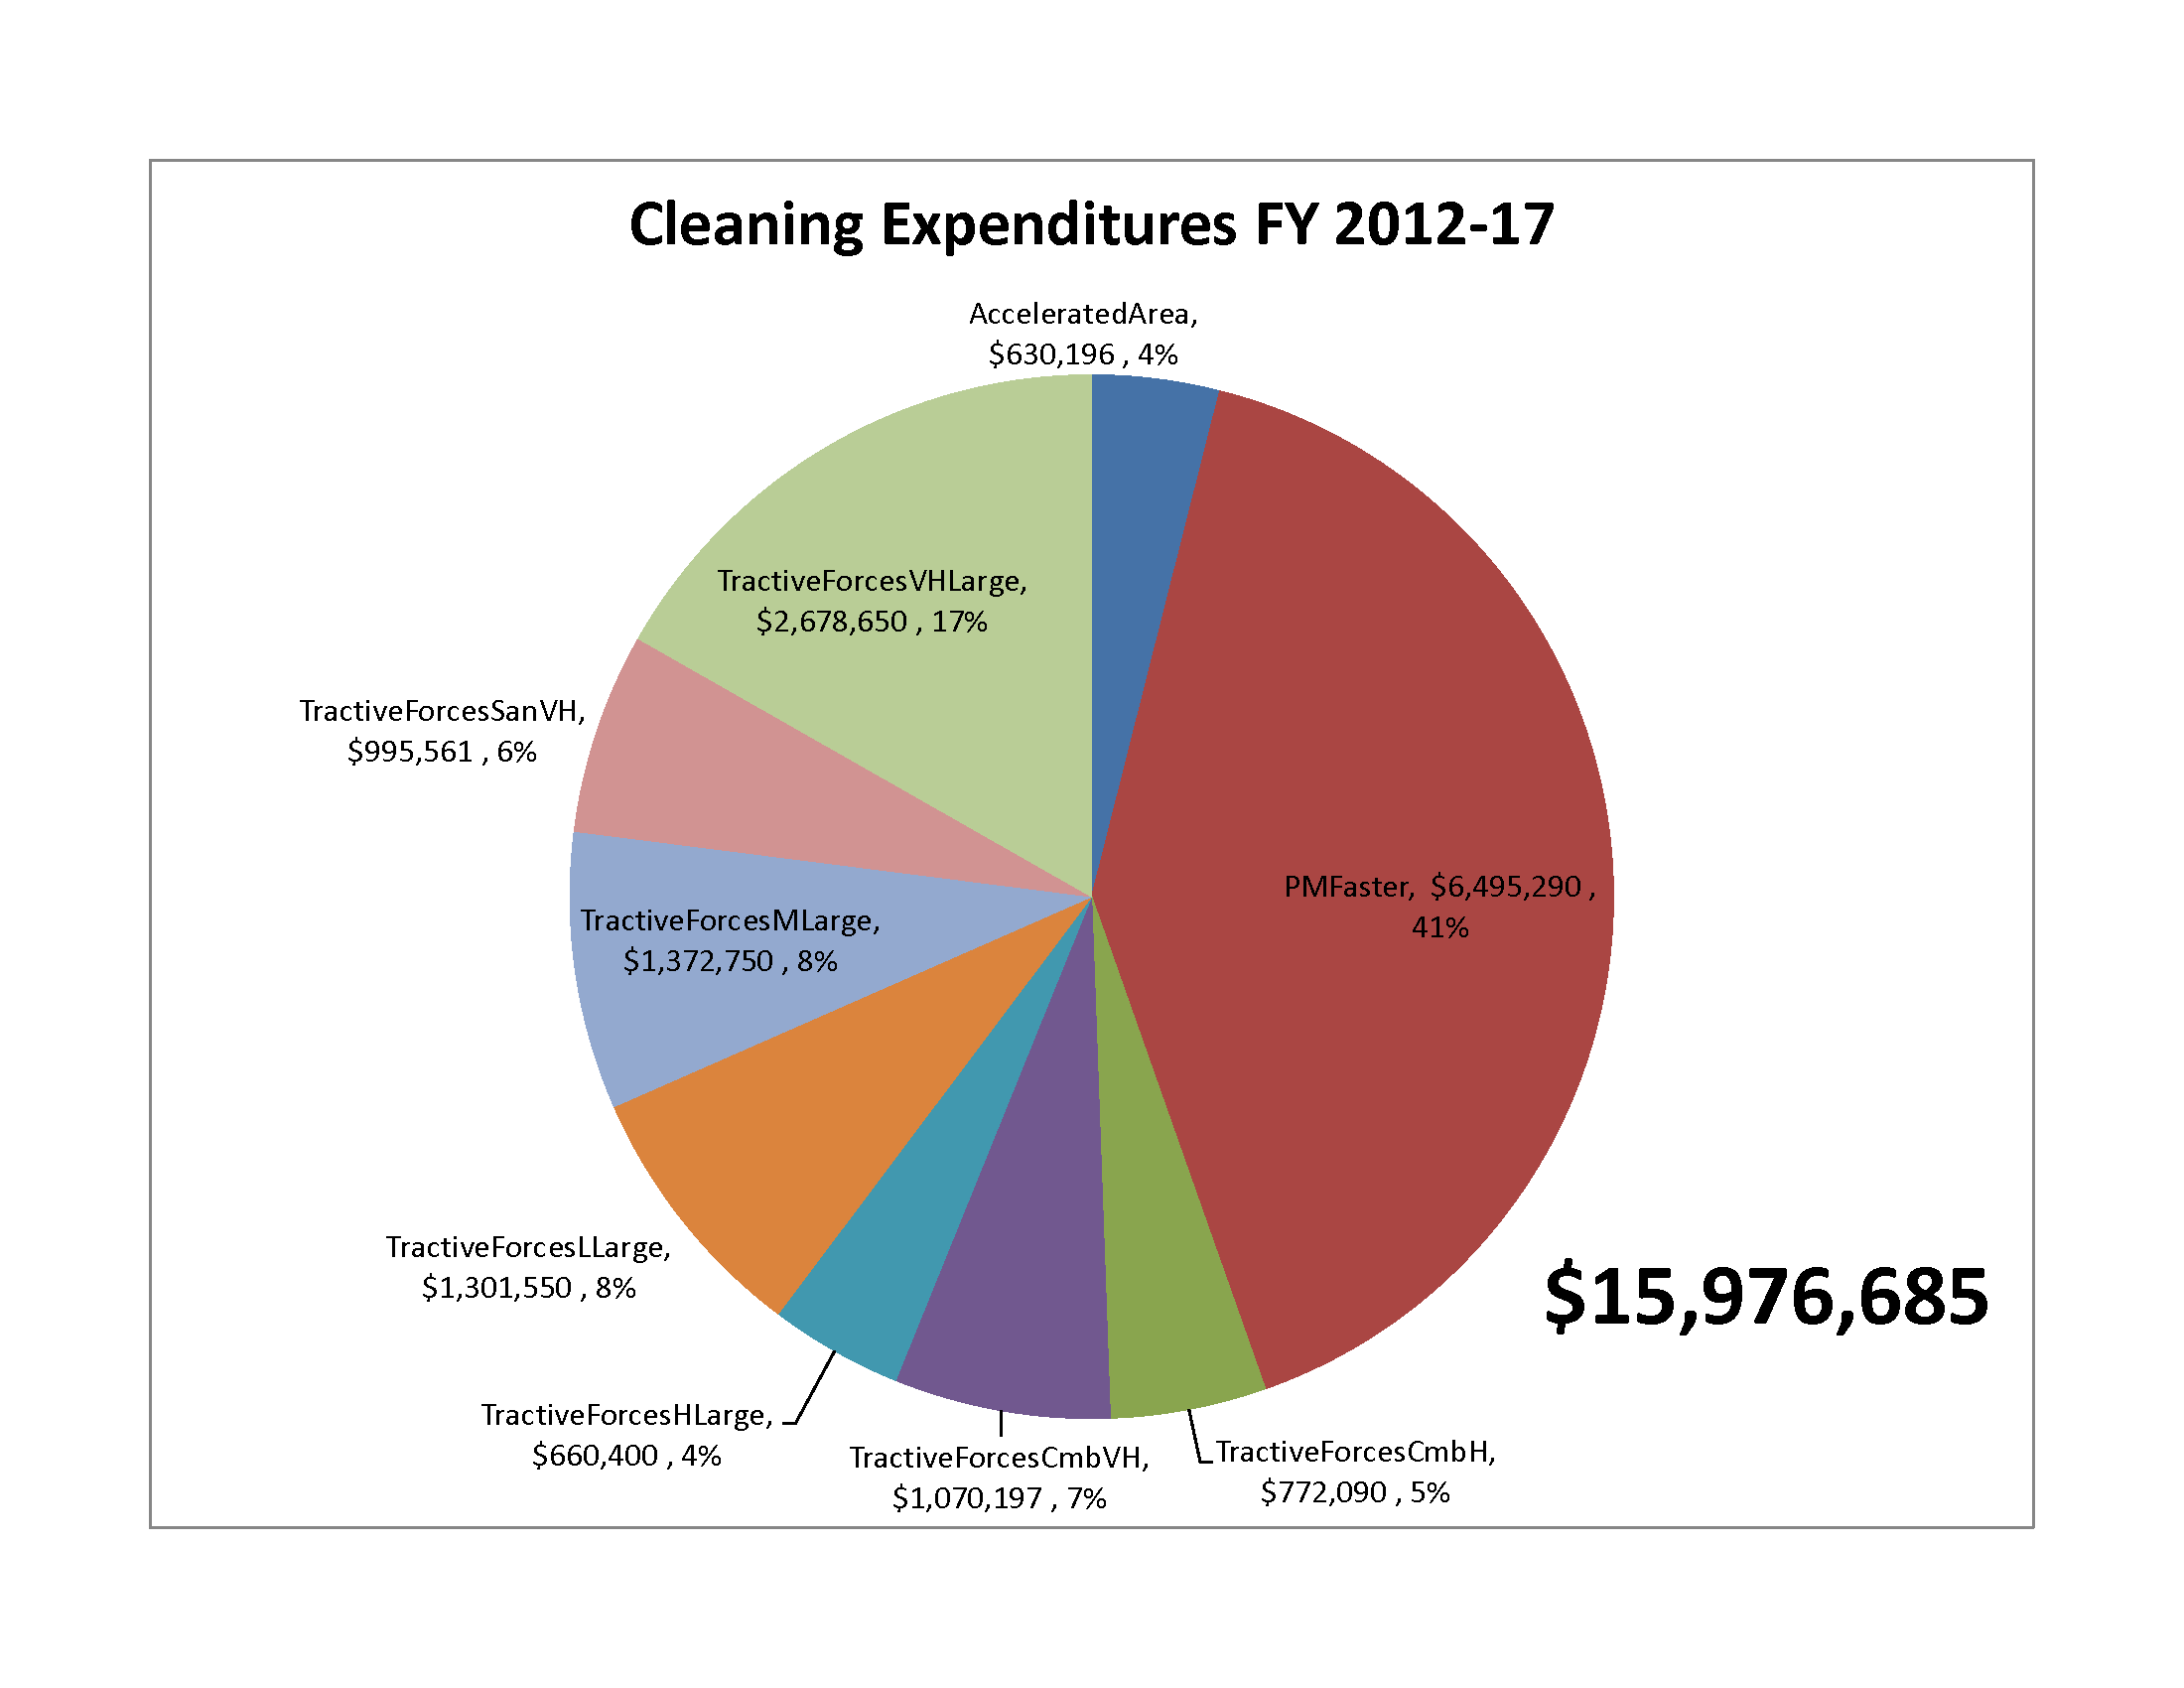 Cleaning Expenditures FY 2012-17
AcceleratedArea,
$630,196 , 4%
TractiveForcesVHLarge,
$2,678,650 , 17%
TractiveForcesSanVH,
$995,561 , 6%
PMFaster,  $6,495,290 ,
41%
TractiveForcesMLarge,
$1,372,750 , 8%
TractiveForcesLLarge,
$1,301,550 , 8%
$15,976,685
TractiveForcesHLarge,
$660,400 , 4%
TractiveForcesCmbVH,
$1,070,197 , 7%
TractiveForcesCmbH,
$772,090 , 5%